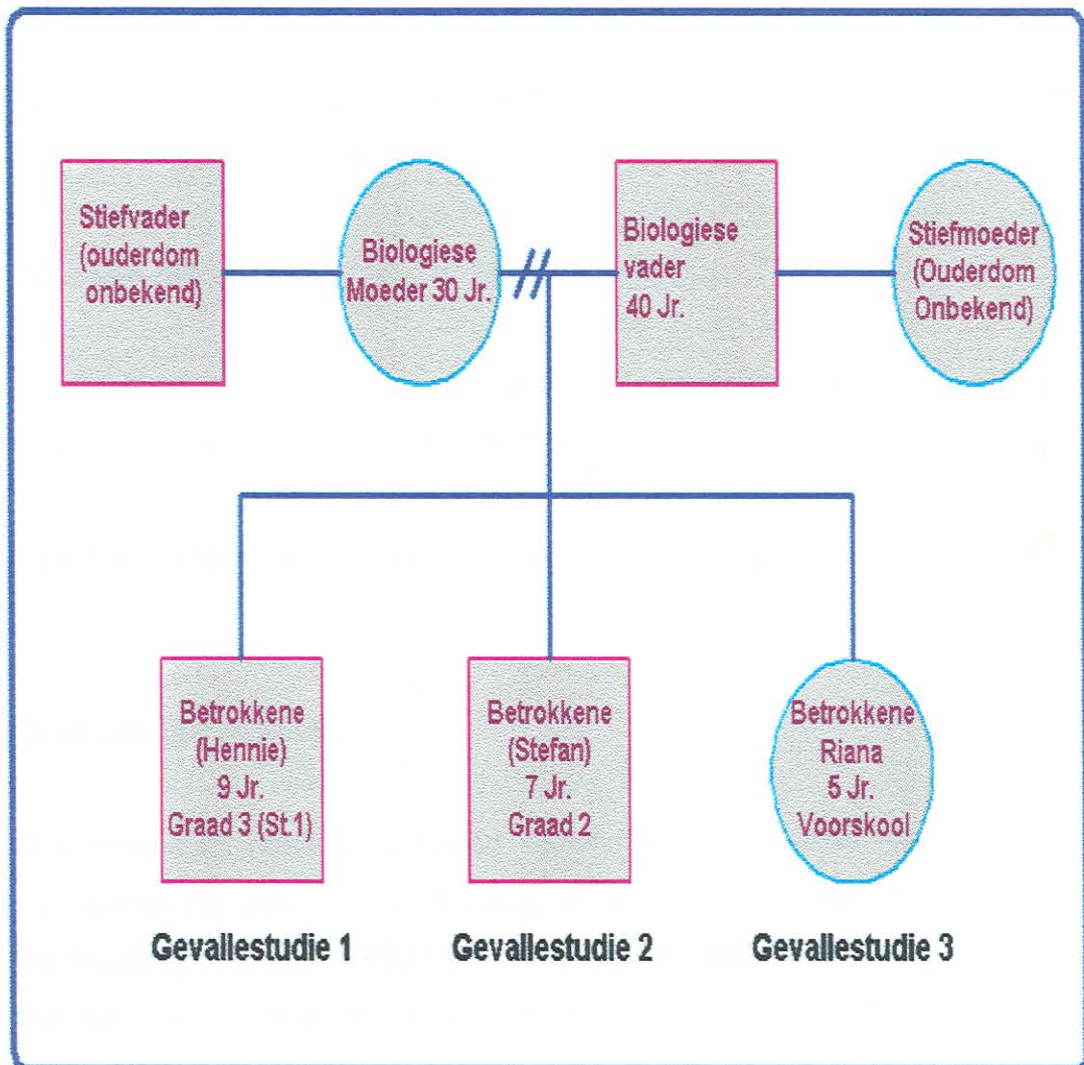 Stiefvader
(ouderdom
onbekend)
Biologiese
Moeder 30 Jr.
Biologiese
vader
40 Jr.
Stiefmoeder
(Ouderdom
Onbekend)
Betrokkene
(Hennie)
9 Jr.
Graad 3 (St.1)
Betrokkene
(Stefan)
7 Jr.
Graad 2
Betrokkene
Riana
5 Jr.
Voorskool
Gevallestudie 1
Gevallestudie 2
Gevallestudie 3